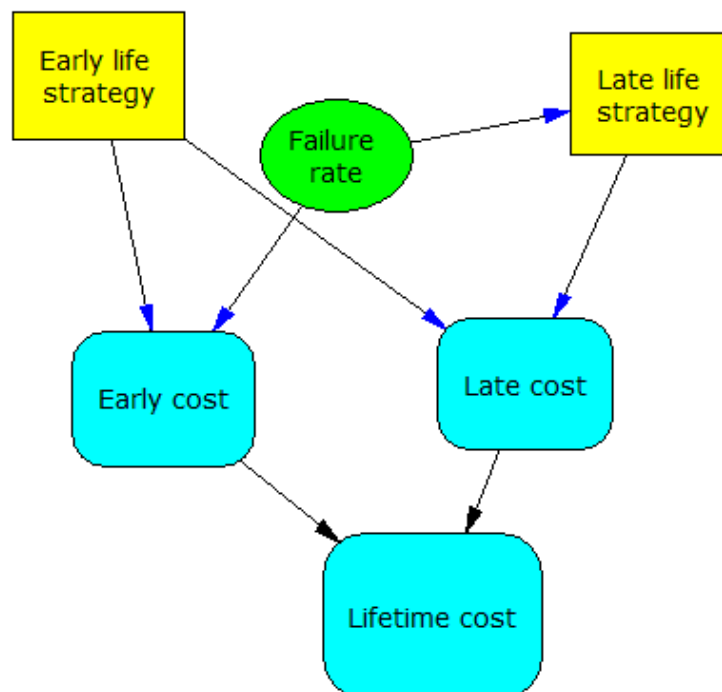 Early life
strategy
Failure
rate
Late life
strategy
Early cost
Late cost
Lifetime cost